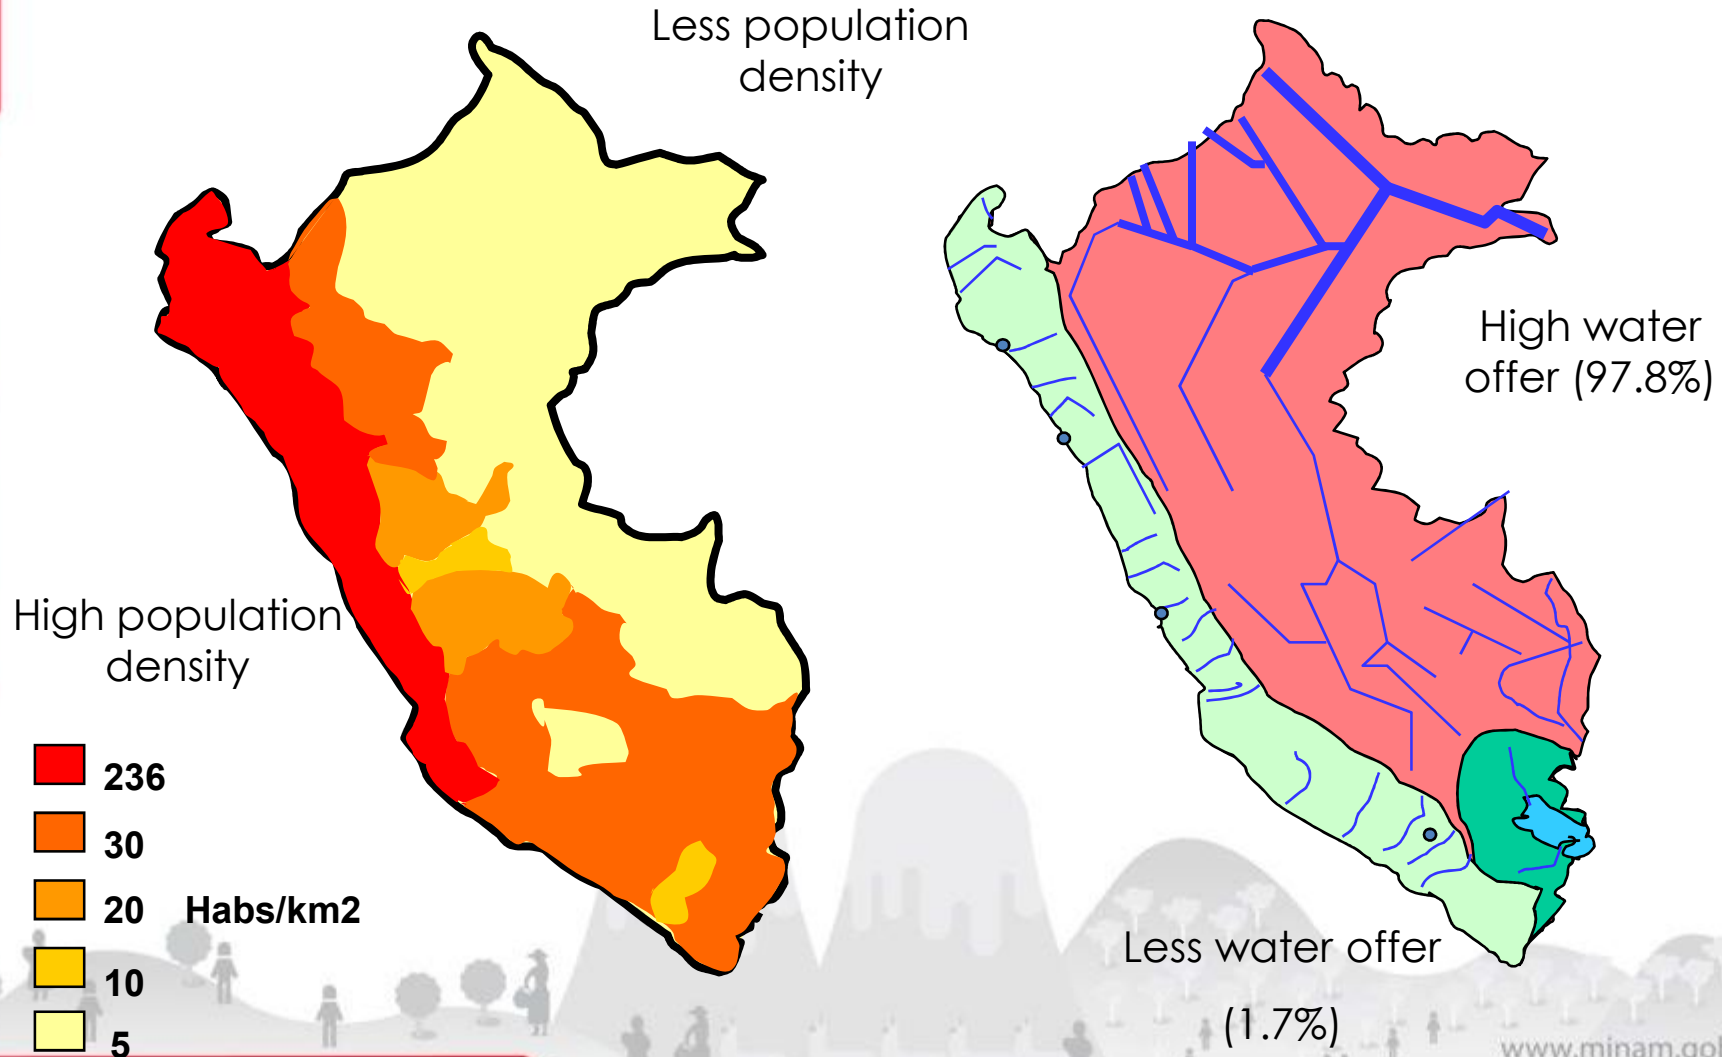 Less population
density
High water
offer (97.8%)
High population
density
236
30
20 Habs/km2
10
5
Less water offer
(1.7%)
www.minam.gob